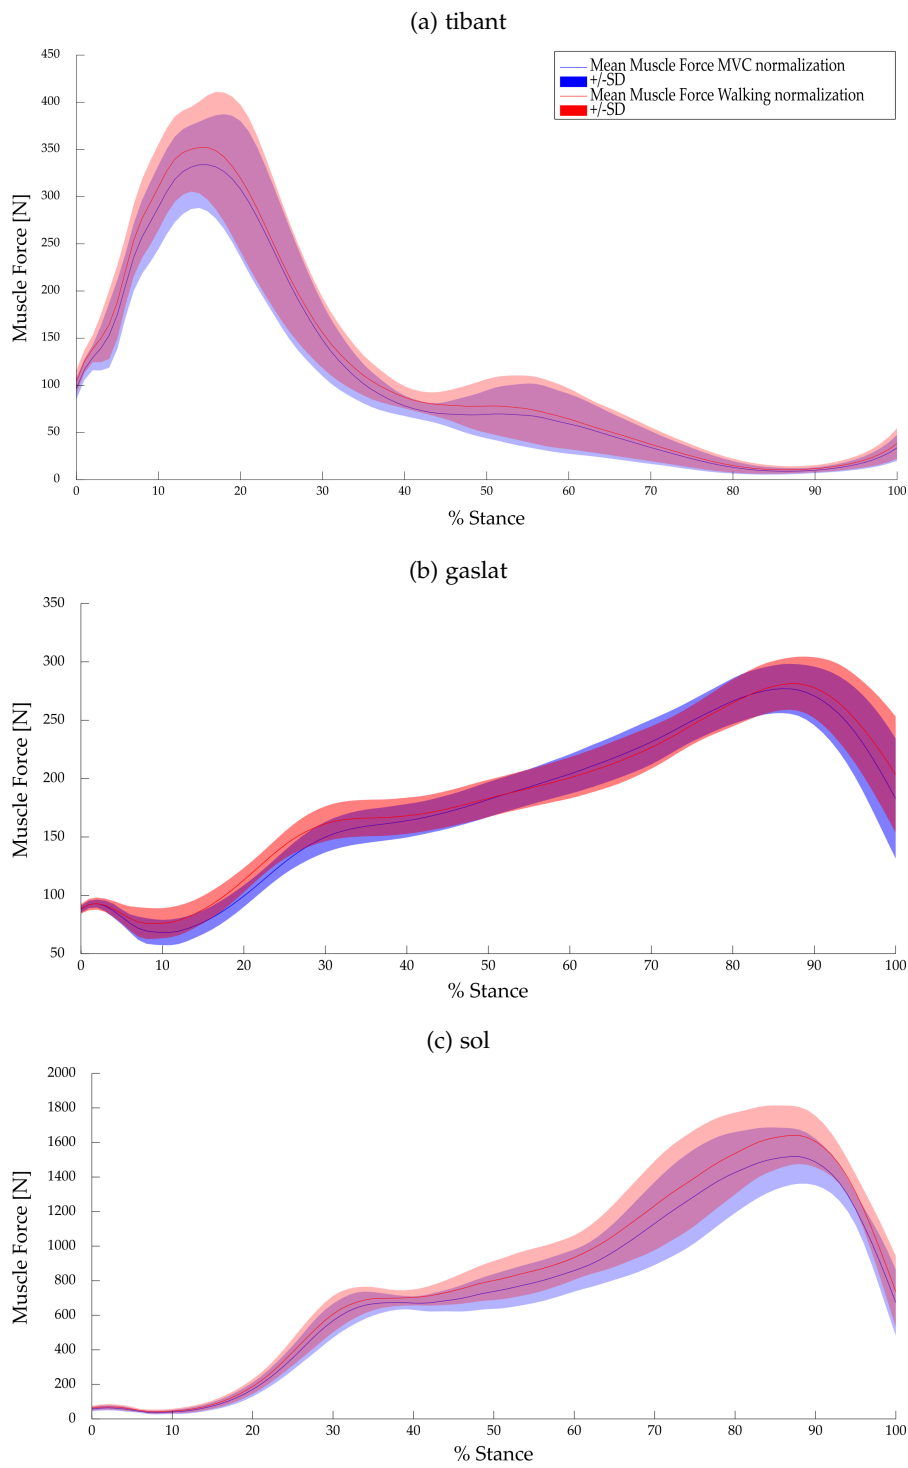 (a) tibant
450
400
350
300
250
200
150
100
50
0
Muscle Force [N]
Mean Muscle Force MVC normalization
+/-SD
Mean Muscle Force Walking normalization
+/-SD
0 10 20 30 40 50 60 70 80 90 100
% Stance
(b) gaslat
350
300
250
200
150
100
50
Muscle Force [N]
0 10 20 30 40 50 60 70 80 90 100
% Stance
(c) sol
2000
1800
1600
1400
1200
1000
800
600
400
200
0
Muscle Force [N]
0 10 20 30 40 50 60 70 80 90 100
% Stance